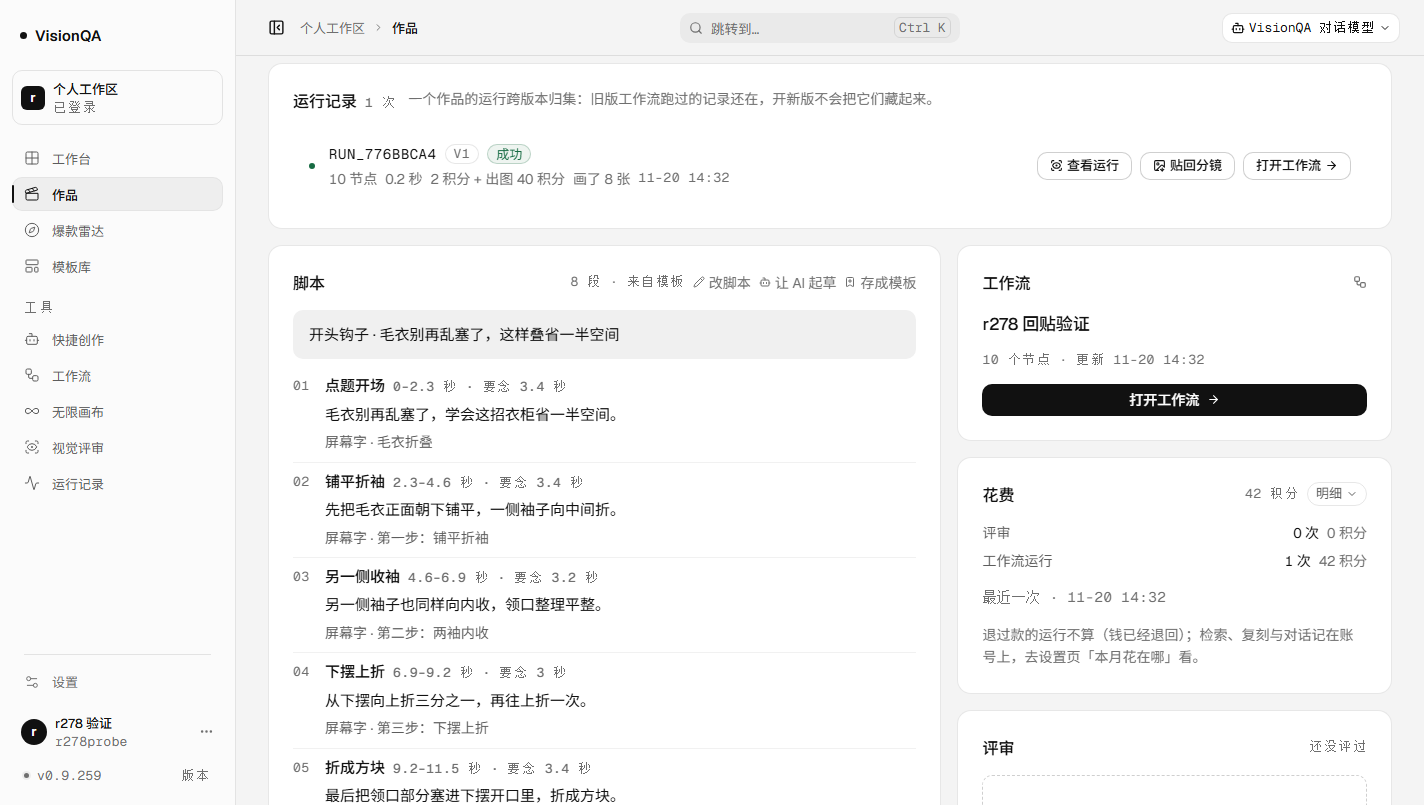 VisionQA
r
个人工作区
已登录
工作台
作品
爆款雷达
模板库
工具
快捷创作
工作流
无限画布
视觉评审
运行记录
设置
r
r278 验证
r278probe
v0.9.259
版本
个人工作区
作品
跳转到…
Ctrl K
VisionQA 对话模型
运行记录 1 次 一个作品的运行跨版本归集：旧版工作流跑过的记录还在，开新版不会把它们藏起来。
RUN_776BBCA4 V1 成功
10 节点 0.2 秒 2 积分 + 出图 40 积分 画了 8 张 11-20 14:32
查看运行
贴回分镜
打开工作流 →
脚本
8 段 · 来自模板 改脚本 让 AI 起草 存成模板
开头钩子 · 毛衣别再乱塞了，这样叠省一半空间
01 点题开场 0–2.3 秒 · 要念 3.4 秒
毛衣别再乱塞了，学会这招衣柜省一半空间。
屏幕字 · 毛衣折叠
02 铺平折袖 2.3–4.6 秒 · 要念 3.4 秒
先把毛衣正面朝下铺平，一侧袖子向中间折。
屏幕字 · 第一步：铺平折袖
03 另一侧收袖 4.6–6.9 秒 · 要念 3.2 秒
另一侧袖子也同样向内收，领口整理平整。
屏幕字 · 第二步：两袖内收
04 下摆上折 6.9–9.2 秒 · 要念 3 秒
从下摆向上折三分之一，再往上折一次。
屏幕字 · 第三步：下摆上折
05 折成方块 9.2–11.5 秒 · 要念 3.4 秒
最后把领口部分塞进下摆开口里，折成方块。
工作流
r278 回贴验证
10 个节点 · 更新 11-20 14:32
打开工作流 →
花费
42 积分 明细
评审 0 次 0 积分
工作流运行 1 次 42 积分
最近一次 · 11-20 14:32
退过款的运行不算（钱已经退回）；检索、复刻与对话记在账
号上，去设置页「本月花在哪」看。
评审
还没评过